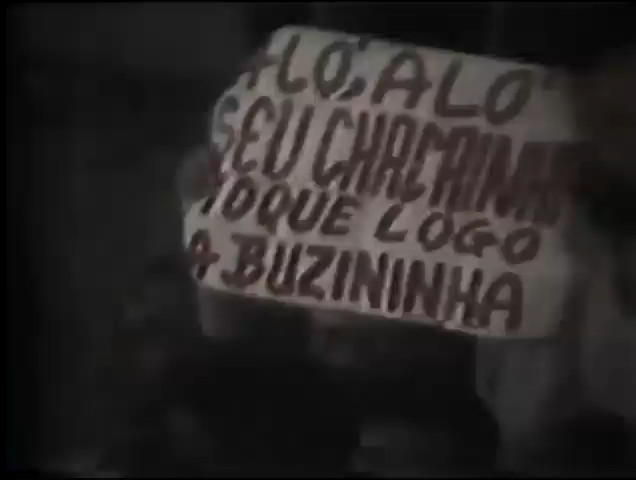 ALÔ, ALÔ
SEU CHACRINHA
TOQUE LOGO
A BUZININHA